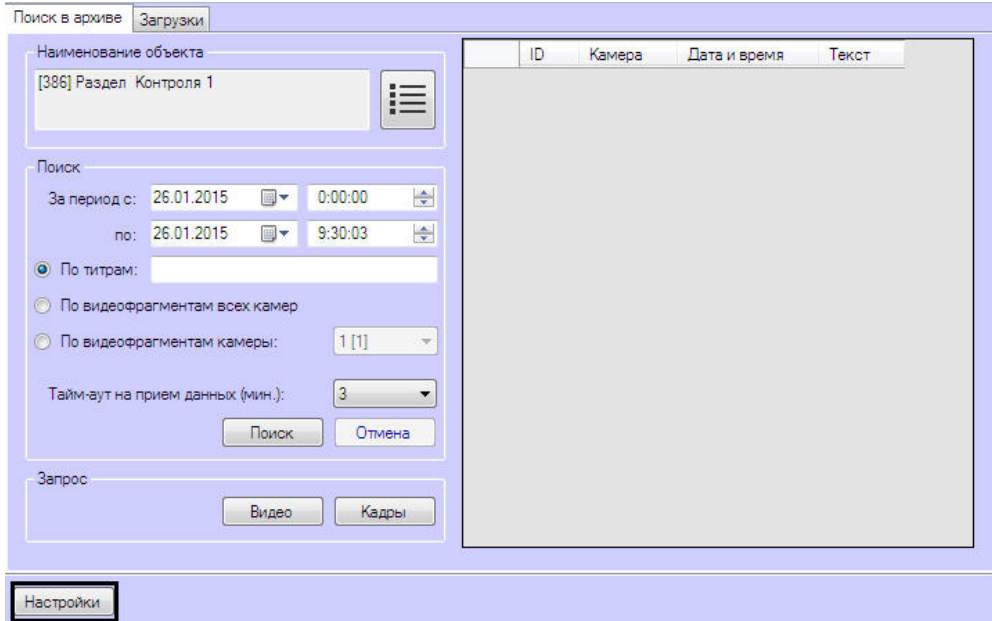 Поиск в архиве Загрузки
Наименование объекта
[386] Раздел Контроля 1
ID Камера Дата и время Текст
Поиск
За период с: 26.01.2015 0:00:00
по: 26.01.2015 9:30:03
По титрам:
По видеофрагментам всех камер
По видеофрагментам камеры: 1 [1]
Тайм-аут на прием данных (мин.): 3
Поиск Отмена
Запрос
Видео Кадры
Настройки